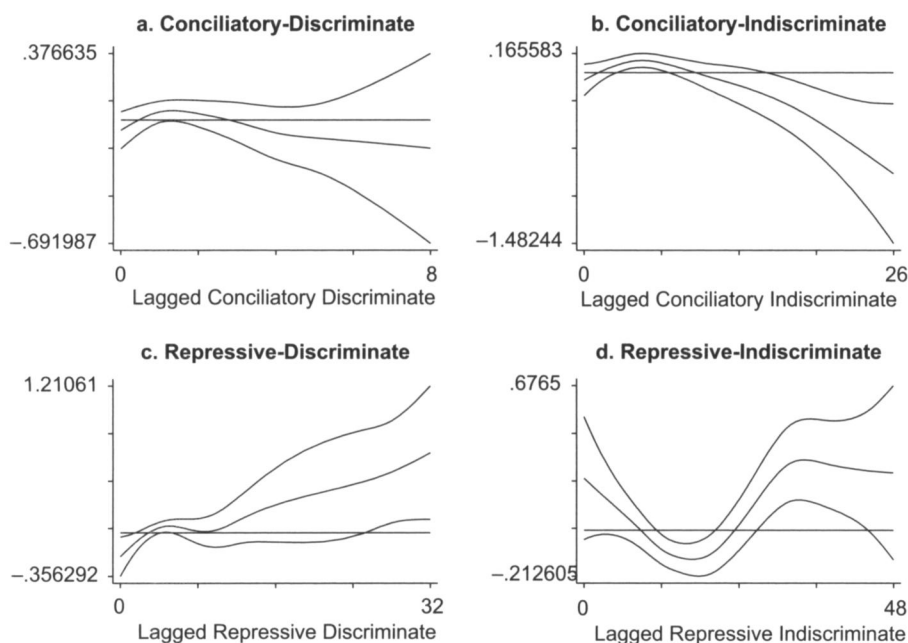 a. Conciliatory-Discriminate
.376635
–.691987
0
8
Lagged Conciliatory Discriminate
b. Conciliatory-Indiscriminate
.165583
–1.48244
0
26
Lagged Conciliatory Indiscriminate
c. Repressive-Discriminate
1.21061
–.356292
0
32
Lagged Repressive Discriminate
d. Repressive-Indiscriminate
.6765
–.212605
0
48
Lagged Repressive Indiscriminate